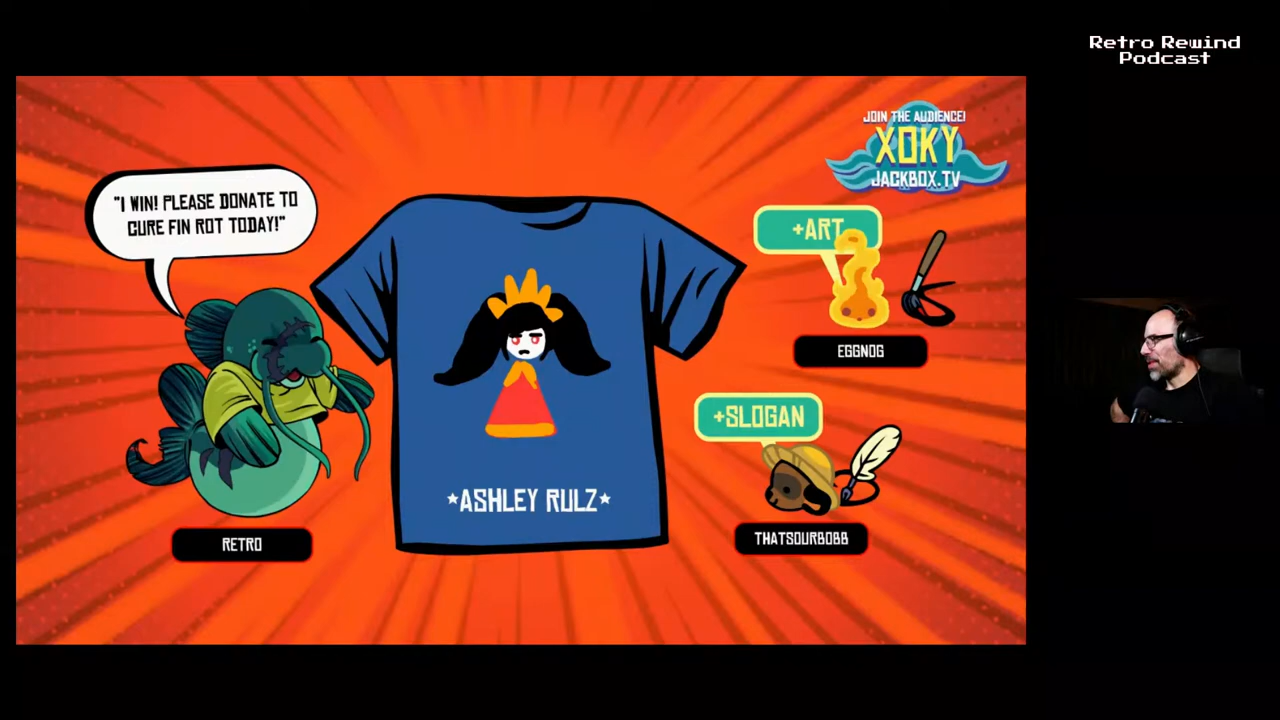 Retro Rewind
Podcast
JOIN THE AUDIENCE!
XOKY
JACKBOX.TV
"I WIN! PLEASE DONATE TO
CURE FIN ROT TODAY!"
+ART
EGGNOG
+SLOGAN
*ASHLEY RULZ*
THATSOURBOBB
RETRO